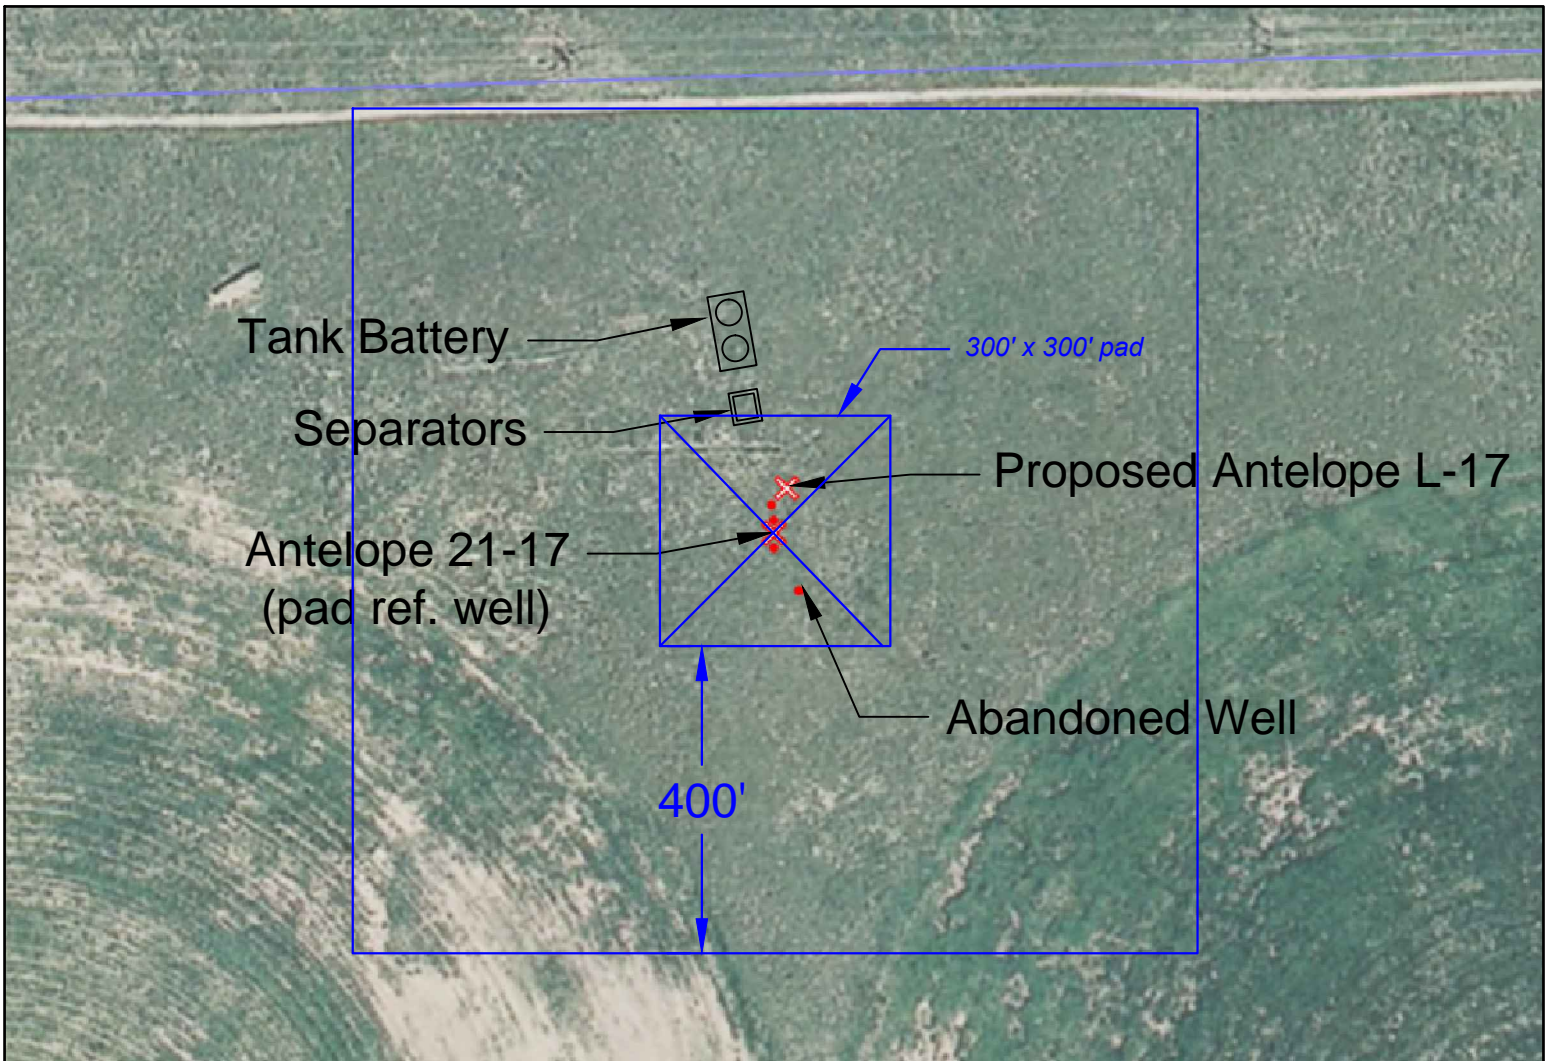 Tank Battery
300' x 300' pad
Separators
Proposed Antelope L-17
Antelope 21-17
(pad ref. well)
Abandoned Well
400'